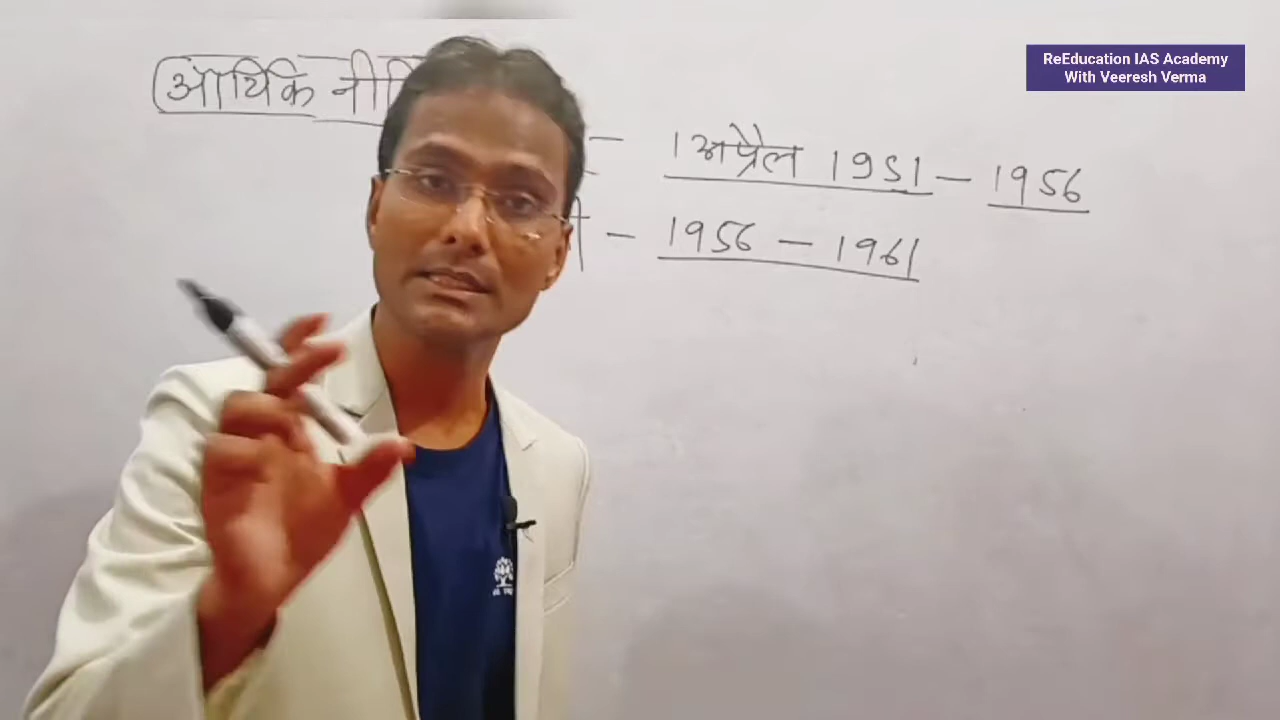 ReEducation IAS Academy
With Veeresh Verma
आर्थिक
– 1 अप्रैल 1951 – 1956
– 1956 – 1961